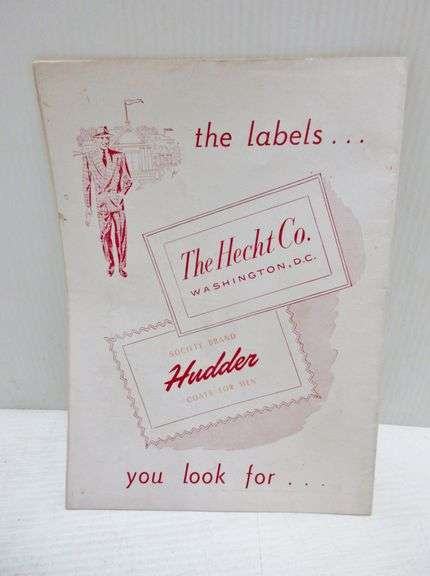 the labels . . .
The Hecht Co.
WASHINGTON, D.C.
SOCIETY BRAND
Hudder
COATS FOR MEN
you look for . . .